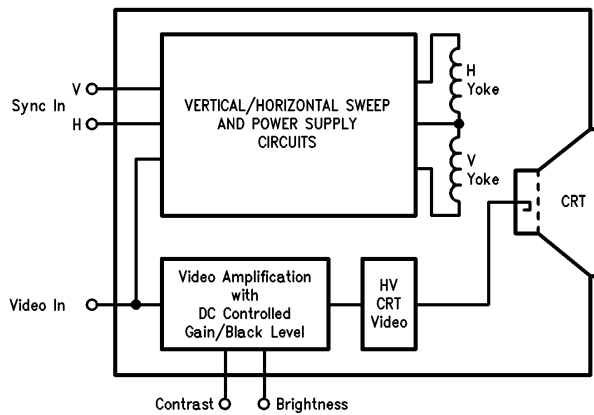 V
Sync In
H
VERTICAL/HORIZONTAL SWEEP
AND POWER SUPPLY
CIRCUITS
H
Yoke
V
Yoke
CRT
Video In
Video Amplification
with
DC Controlled
Gain/Black Level
HV
CRT
Video
Contrast
Brightness